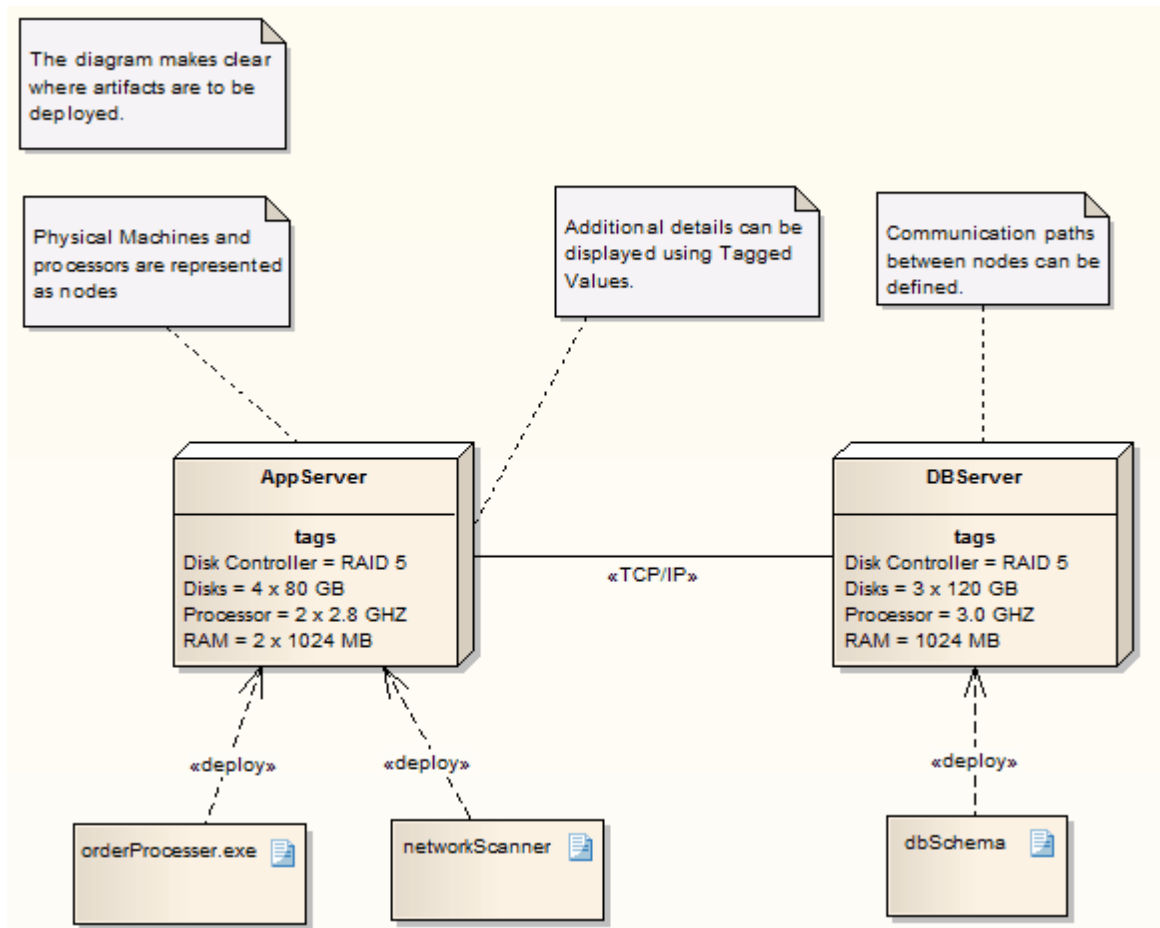 The diagram makes clear
where artifacts are to be
deployed.
Physical Machines and
processors are represented
as nodes
Additional details can be
displayed using Tagged
Values.
Communication paths
between nodes can be
defined.
AppServer
tags
Disk Controller = RAID 5
Disks = 4 x 80 GB
Processor = 2 x 2.8 GHZ
RAM = 2 x 1024 MB
«TCP/IP»
DBServer
tags
Disk Controller = RAID 5
Disks = 3 x 120 GB
Processor = 3.0 GHZ
RAM = 1024 MB
«deploy»
«deploy»
«deploy»
orderProcesser.exe
networkScanner
dbSchema